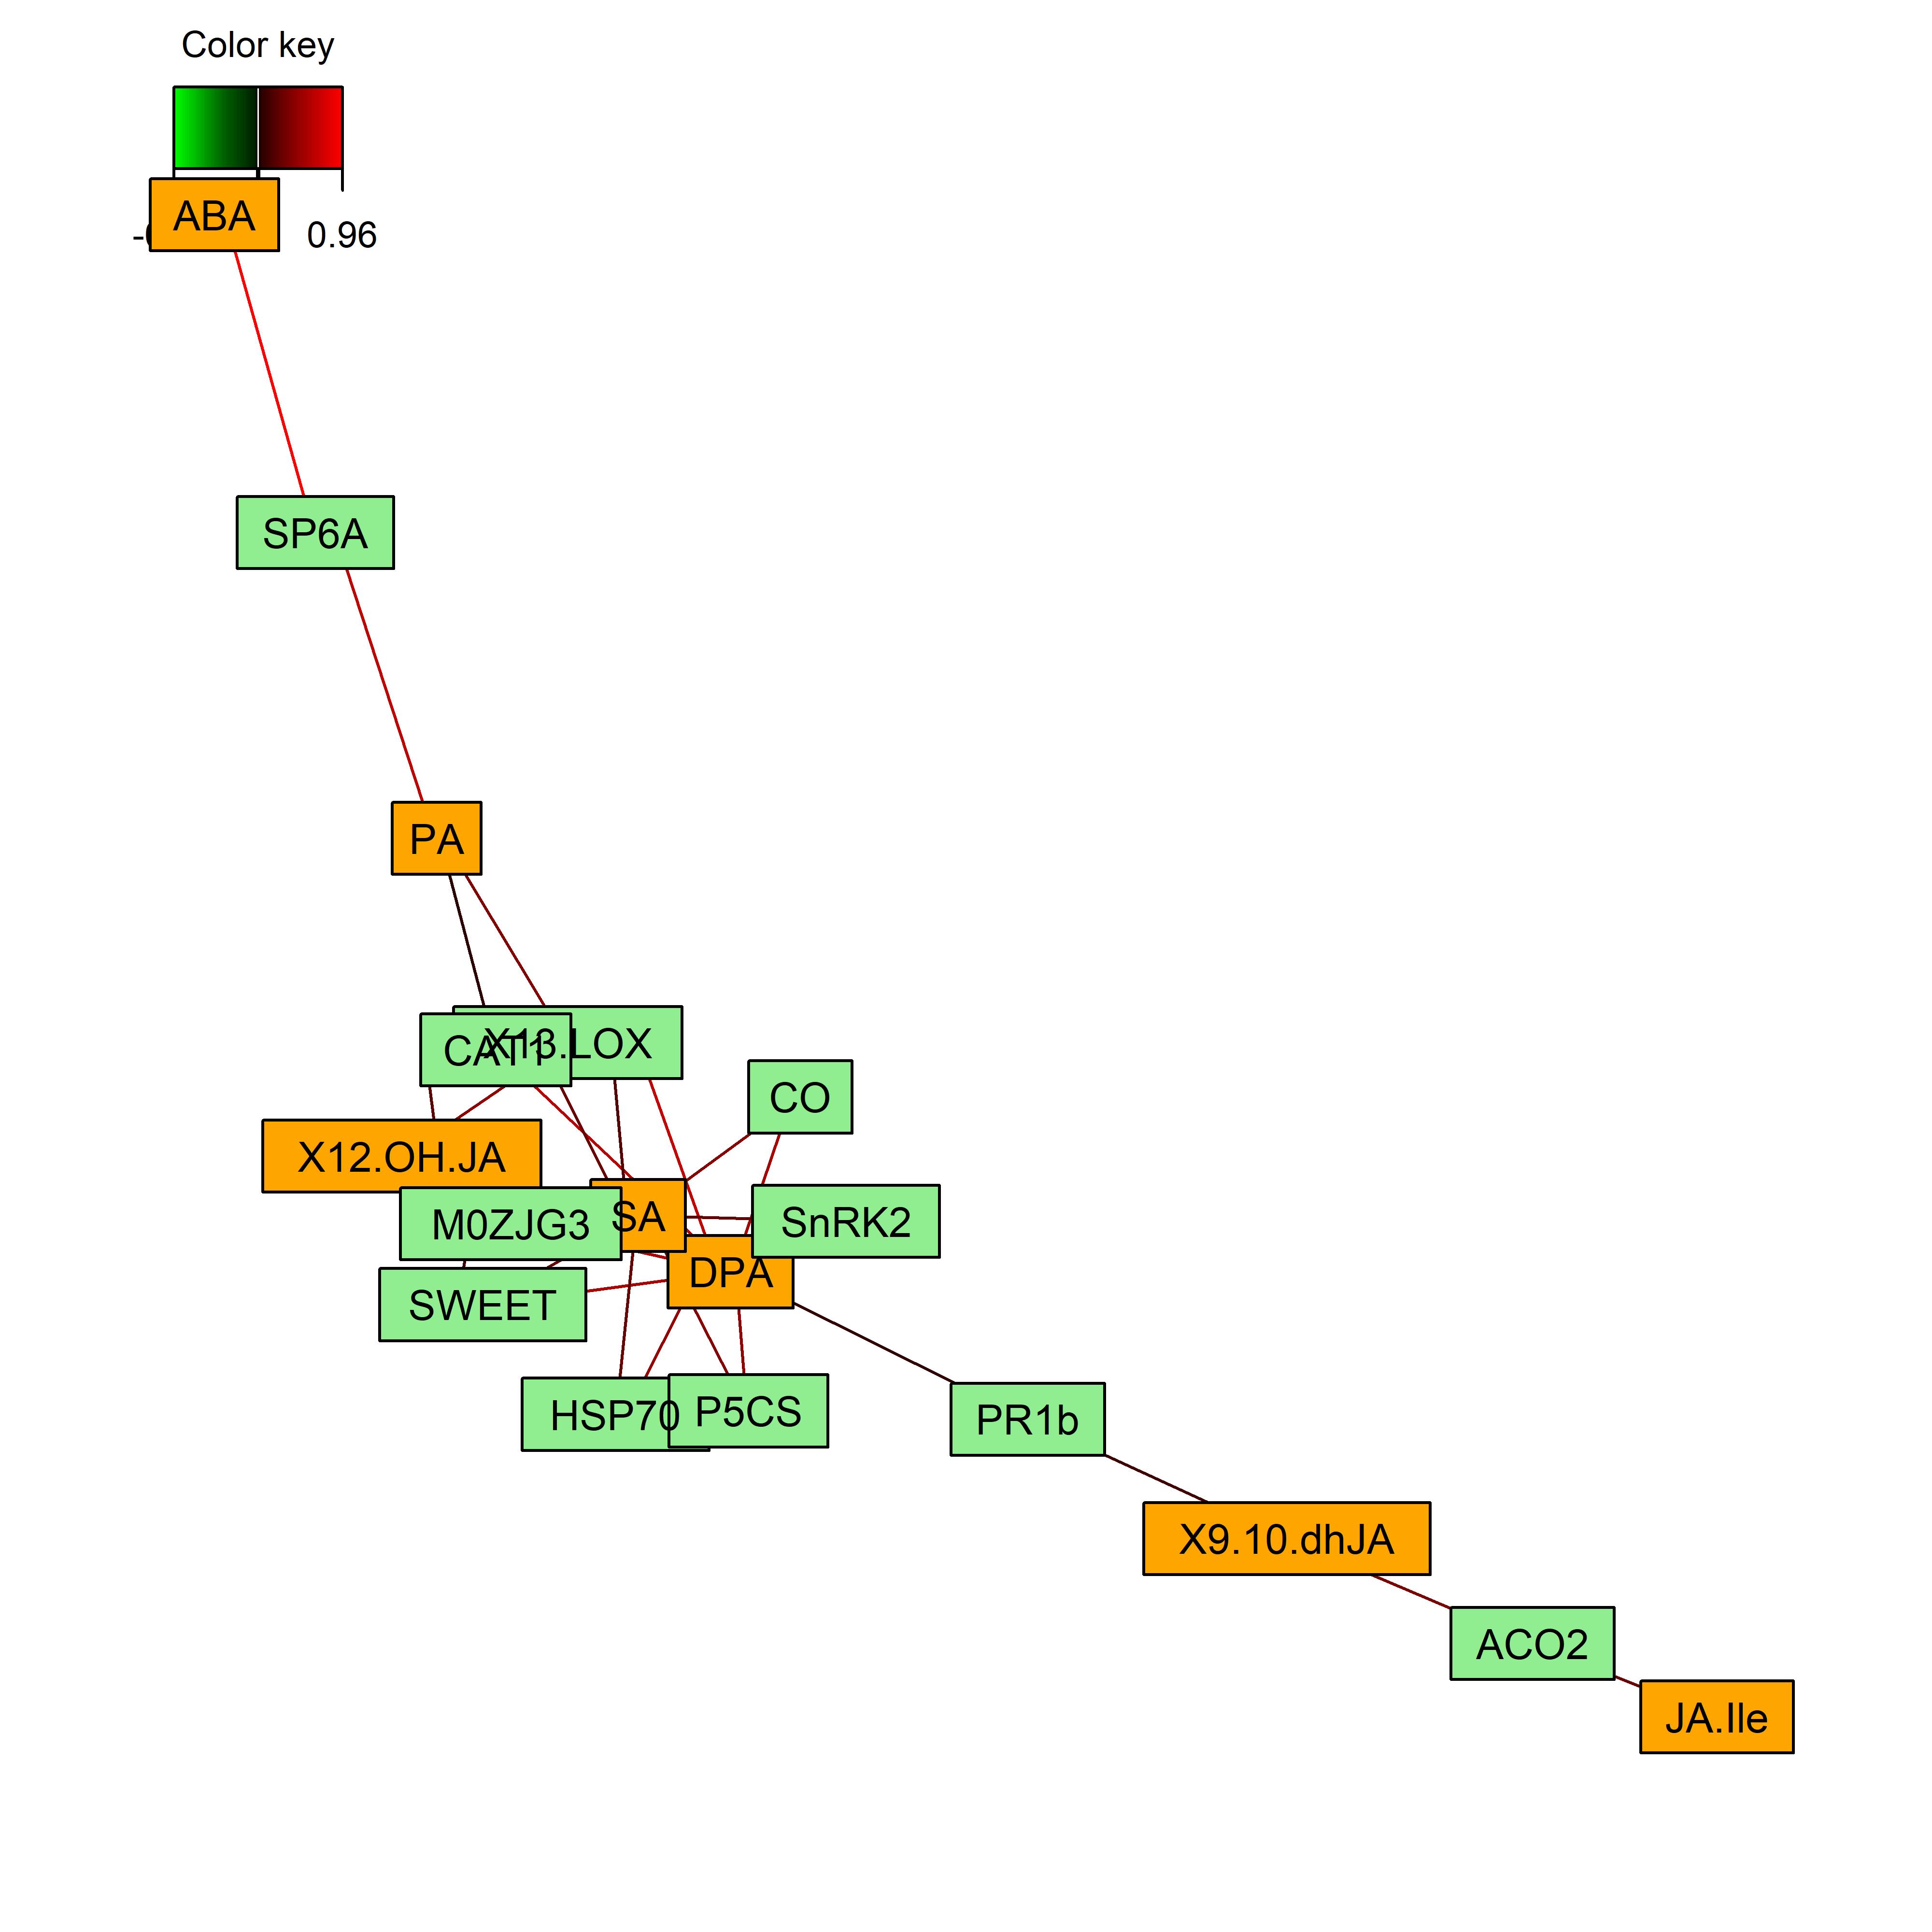 Color key
ABA
0.96
SP6A
PA
X13.LOX
CAT1
CO
X12.OH.JA
SA
M0ZJG3
SnRK2
DPA
SWEET
HSP70
P5CS
PR1b
X9.10.dhJA
ACO2
JA.Ile